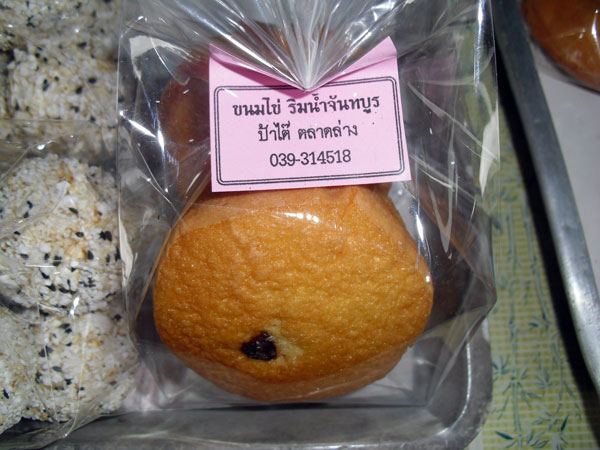 ขนมไข่ ริมน้ำจันทบูร
ป้าไต๊ ตลาดล่าง
039-314518